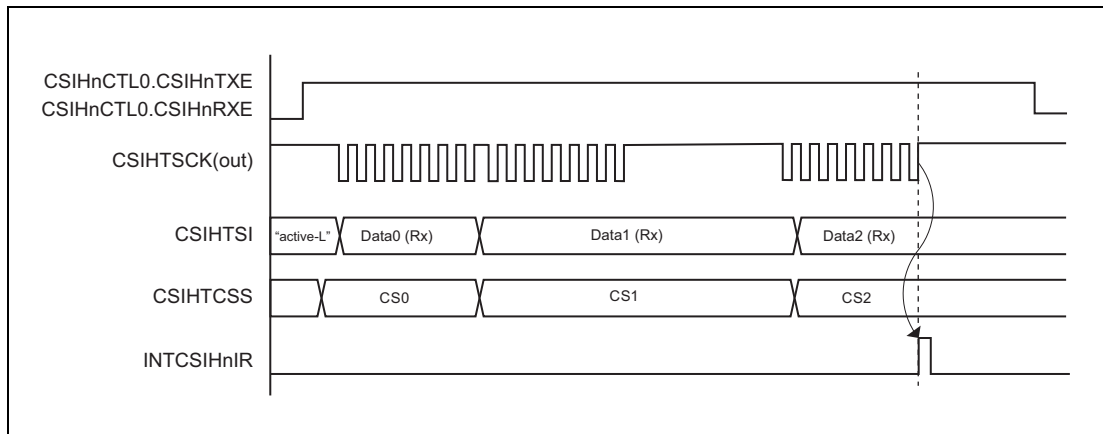 CSIHnCTL0.CSIHnTXE
CSIHnCTL0.CSIHnRXE
CSIHTSCK(out)
CSIHTSI
"active-L"
Data0 (Rx)
Data1 (Rx)
Data2 (Rx)
CSIHTCSS
CS0
CS1
CS2
INTCSIHnIR